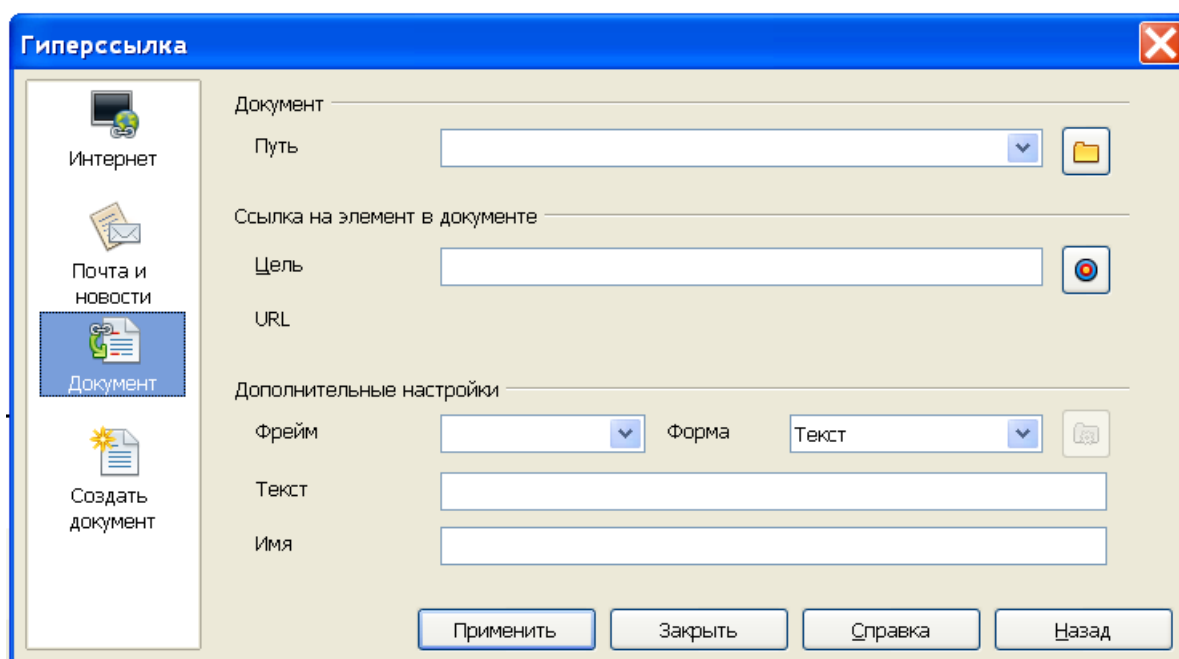 Гиперссылка
Интернет
Почта и
новости
Документ
Создать
документ
Документ
Путь
Ссылка на элемент в документе
Цель
URL
Дополнительные настройки
Фрейм
Форма
Текст
Текст
Имя
Применить
Закрыть
Справка
Назад